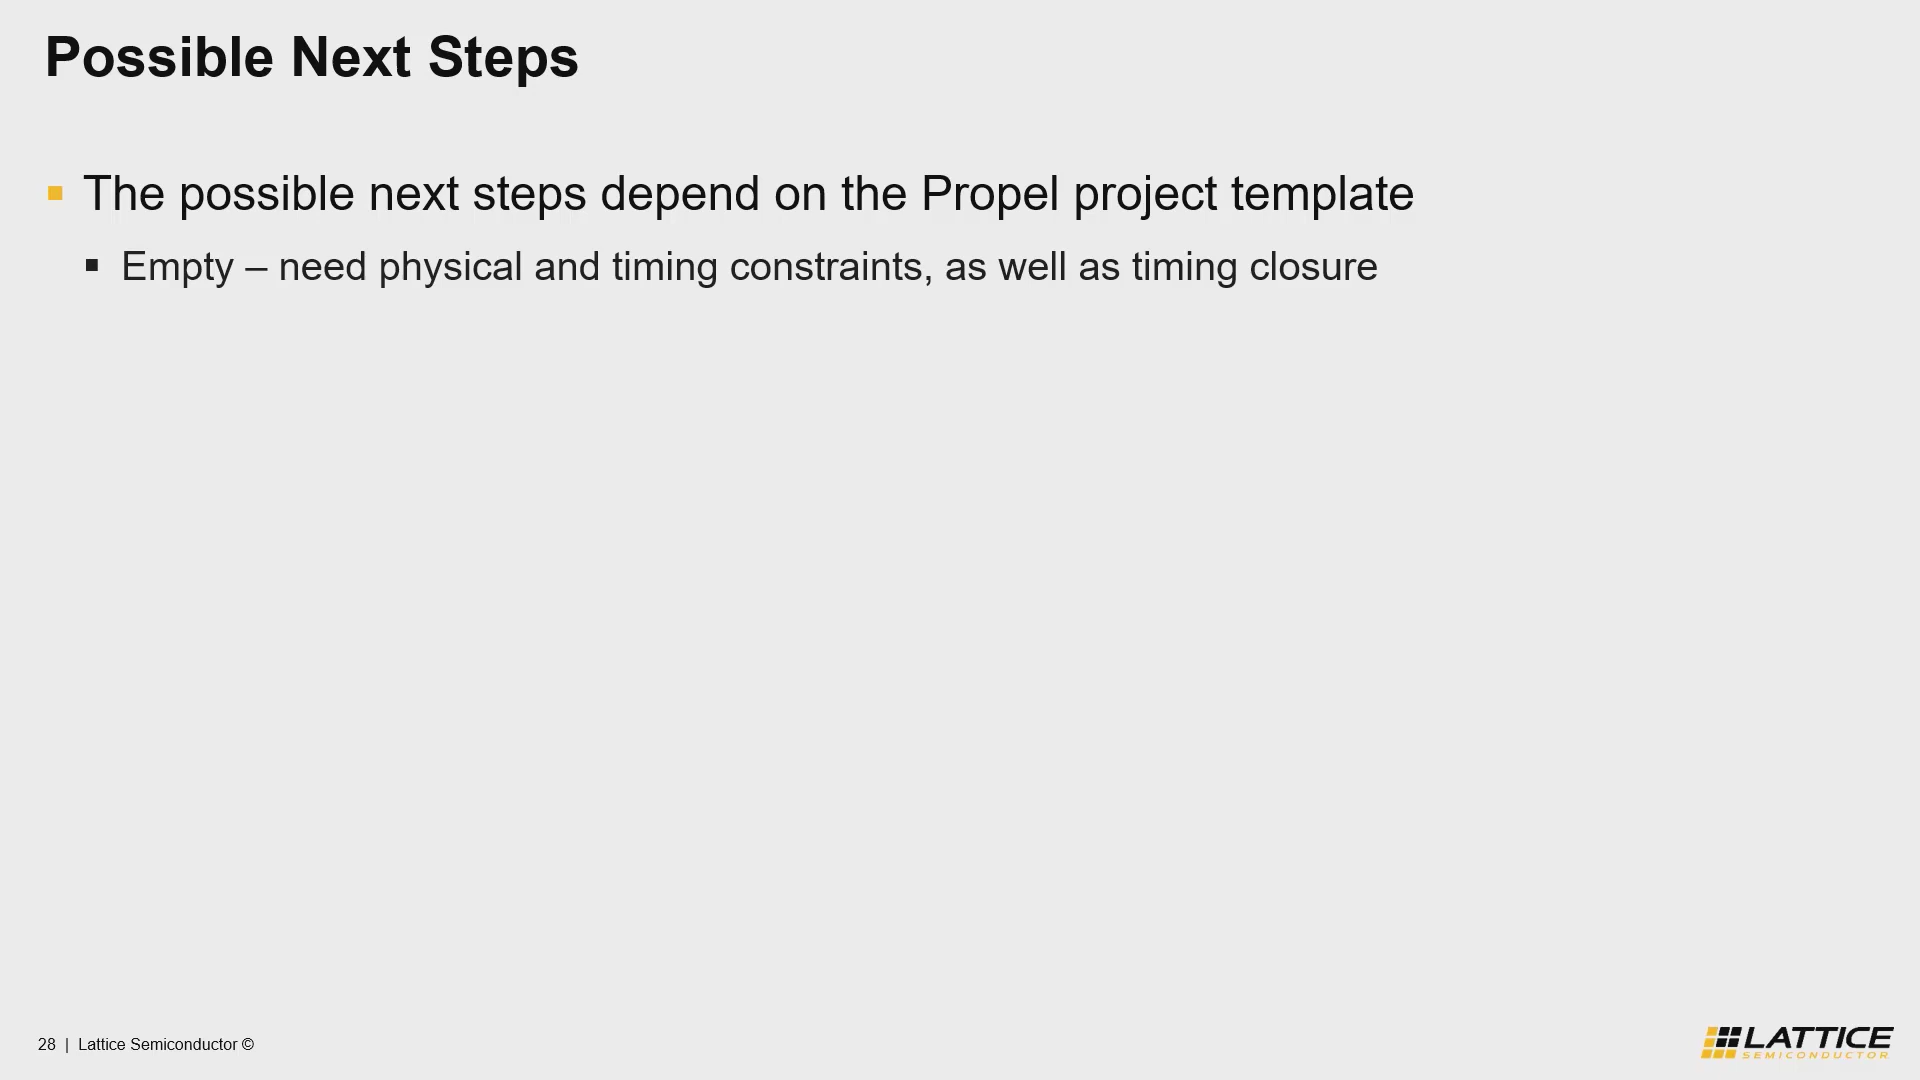 Possible Next Steps
The possible next steps depend on the Propel project template
Empty – need physical and timing constraints, as well as timing closure
28 | Lattice Semiconductor ©
LATTICE
SEMICONDUCTOR